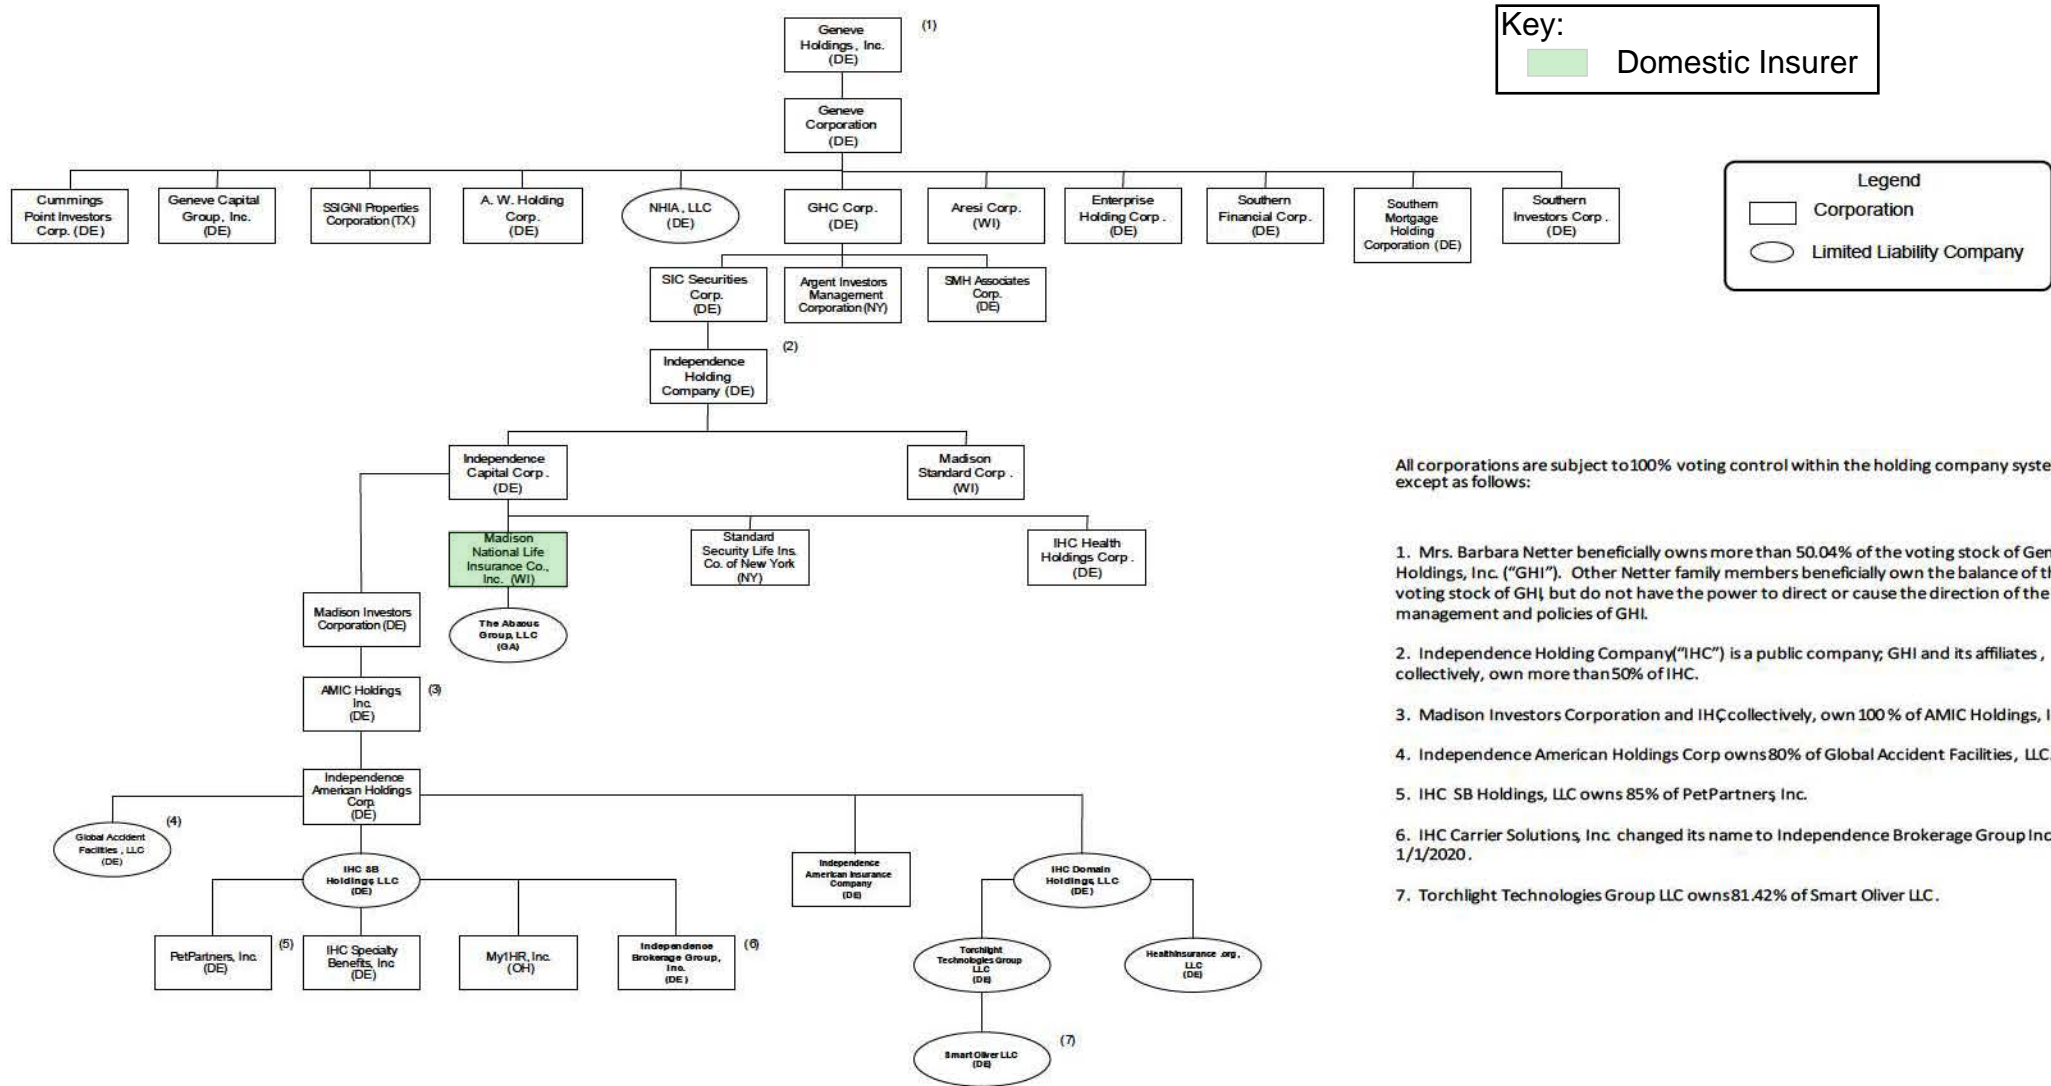 Geneve
Holdings, Inc.
(DE)
(1)
Key:
Domestic Insurer
Geneve
Corporation
(DE)
Cummings
Point Investors
Corp. (DE)
Geneve Capital
Group, Inc.
(DE)
SSIGNI Properties
Corporation (TX)
A. W. Holding
Corp.
(DE)
NHIA, LLC
(DE)
GHC Corp.
(DE)
Aresi Corp.
(WI)
Enterprise
Holding Corp.
(DE)
Southern
Financial Corp.
(DE)
Southern
Mortgage
Holding
Corporation (DE)
Southern
Investors Corp.
(DE)
Legend
Corporation
Limited Liability Company
SIC Securities
Corp.
(DE)
Argent Investors
Management
Corporation (NY)
SMH Associates
Corp.
(DE)
Independence
Holding
Company (DE)
(2)
Independence
Capital Corp.
(DE)
Madison
Standard Corp.
(WI)
Madison
National Life
Insurance Co.,
Inc. (WI)
Standard
Security Life Ins.
Co. of New York
(NY)
IHC Health
Holdings Corp.
(DE)
Madison Investors
Corporation (DE)
The Abacus
Group, LLC
(GA)
AMIC Holdings
Inc.
(DE)
(3)
Independence
American Holdings
Corp.
(DE)
Global Accident
Facilities, LLC
(DE)
(4)
IHC SB
Holdings, LLC
(DE)
Independence
American Insurance
Company
(DE)
IHC Domain
Holdings, LLC
(DE)
PetPartners, Inc.
(DE)
(5)
IHC Specialty
Benefits, Inc
(DE)
My1HR, Inc.
(OH)
Independence
Brokerage Group,
Inc.
(DE)
(6)
Torchlight
Technologies Group
LLC
(DE)
HealthInsurance .org,
LLC
(DE)
Smart Oliver LLC
(DE)
(7)
All corporations are subject to 100% voting control within the holding company syste
except as follows:
1. Mrs. Barbara Netter beneficially owns more than 50.04% of the voting stock of Gen
Holdings, Inc. (“GHI”). Other Netter family members beneficially own the balance of th
voting stock of GHI, but do not have the power to direct or cause the direction of the
management and policies of GHI.
2. Independence Holding Company(“IHC”) is a public company; GHI and its affiliates,
collectively, own more than 50% of IHC.
3. Madison Investors Corporation and IHC, collectively, own 100% of AMIC Holdings, I
4. Independence American Holdings Corp owns 80% of Global Accident Facilities, LLC.
5. IHC SB Holdings, LLC owns 85% of PetPartners, Inc.
6. IHC Carrier Solutions, Inc. changed its name to Independence Brokerage Group Inc
1/1/2020.
7. Torchlight Technologies Group LLC owns 81.42% of Smart Oliver LLC.